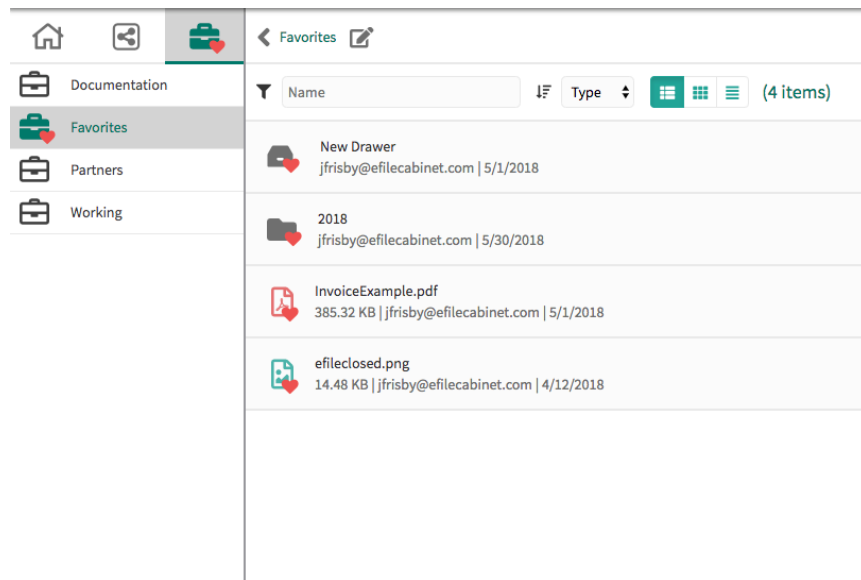 Favorites
Documentation
Favorites
Partners
Working
Name
Type
(4 items)
New Drawer
jfrisby@efilecabinet.com | 5/1/2018
2018
jfrisby@efilecabinet.com | 5/30/2018
InvoiceExample.pdf
385.32 KB | jfrisby@efilecabinet.com | 5/1/2018
efileclosed.png
14.48 KB | jfrisby@efilecabinet.com | 4/12/2018